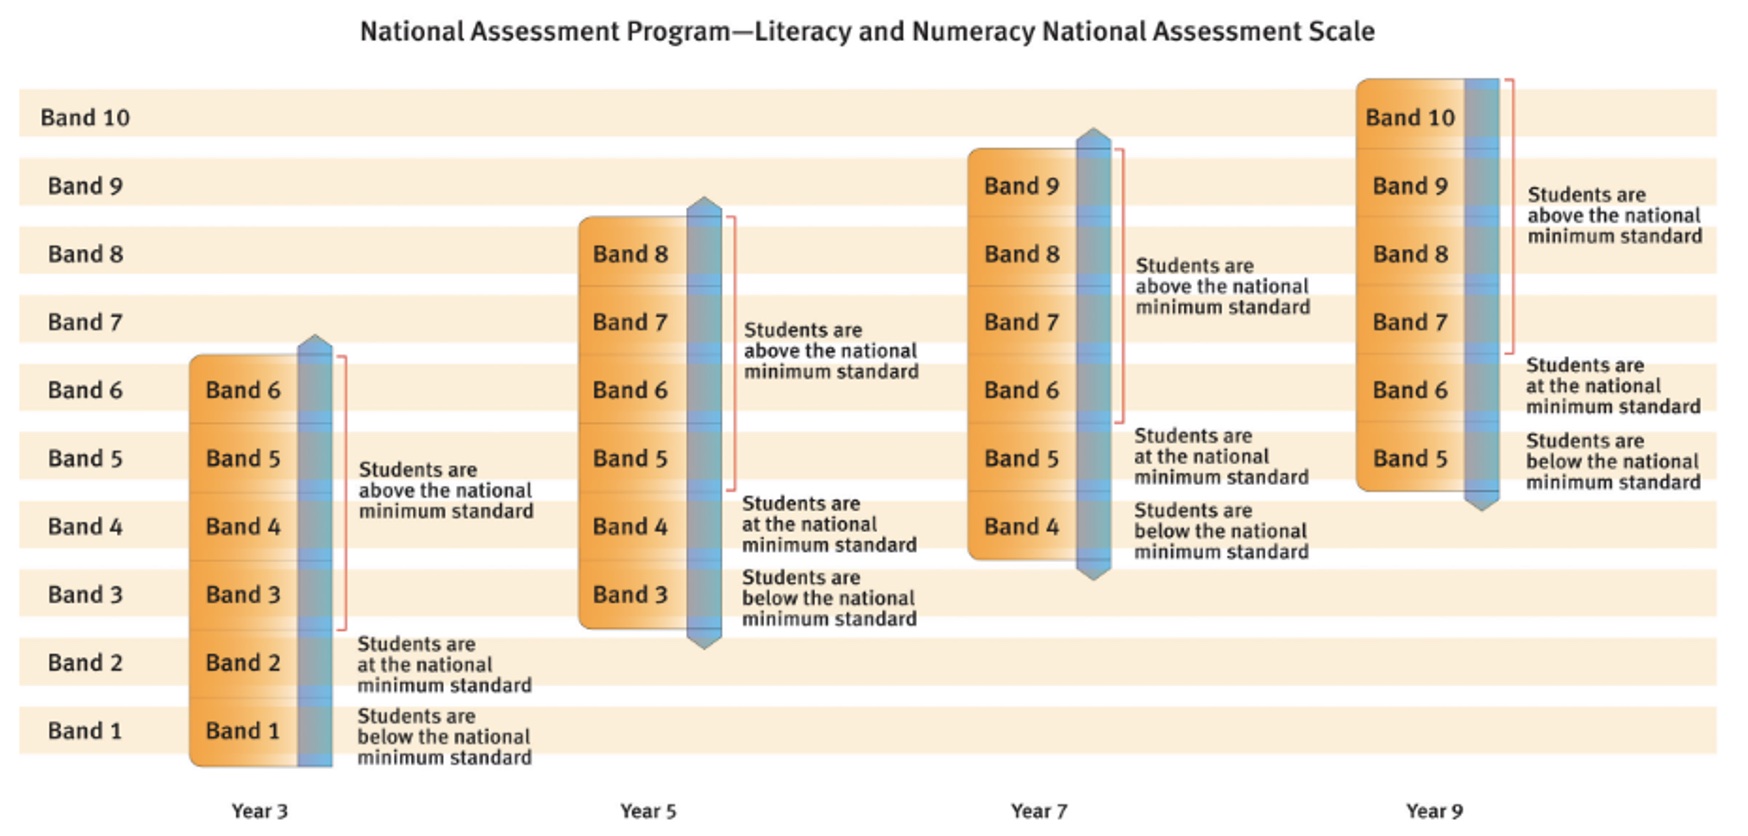 National Assessment Program—Literacy and Numeracy National Assessment Scale
Band 10
Band 9
Band 8
Band 7
Band 6
Band 5
Band 4
Band 3
Band 2
Band 1
Band 6
Band 5
Band 4
Band 3
Band 2
Band 1
Students are
above the national
minimum standard
Students are
at the national
minimum standard
Students are
below the national
minimum standard
Year 3
Band 8
Band 7
Band 6
Band 5
Band 4
Band 3
Students are
above the national
minimum standard
Students are
at the national
minimum standard
Students are
below the national
minimum standard
Year 5
Band 9
Band 8
Band 7
Band 6
Band 5
Band 4
Students are
above the national
minimum standard
Students are
at the national
minimum standard
Students are
below the national
minimum standard
Year 7
Band 10
Band 9
Band 8
Band 7
Band 6
Band 5
Students are
above the national
minimum standard
Students are
at the national
minimum standard
Students are
below the national
minimum standard
Year 9